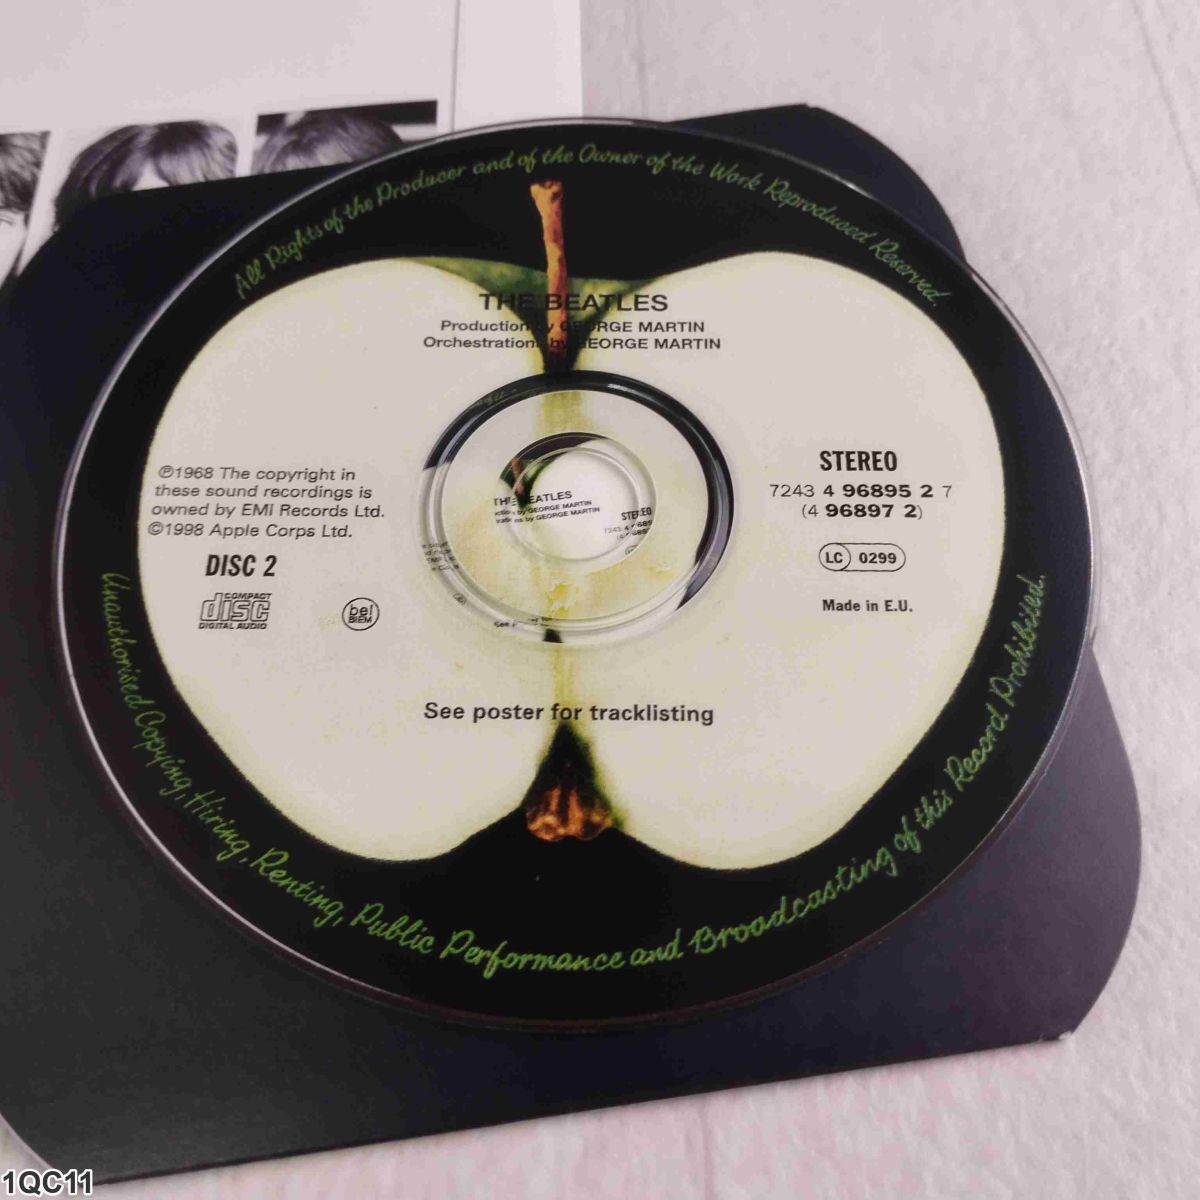 All Rights of the Producer and of the Owner of the Work Reproduced Reserved.
THE BEATLES
Production by GEORGE MARTIN
Orchestrations by GEORGE MARTIN
℗1968 The copyright in
these sound recordings is
owned by EMI Records Ltd.
©1998 Apple Corps Ltd.
DISC 2
COMPACT
disc
DIGITAL AUDIO
bel
BIEM
STEREO
7243 4 96895 2 7
(4 96897 2)
LC 0299
Made in E.U.
See poster for tracklisting
Unauthorised Copying, Hiring, Renting, Public Performance and Broadcasting of this Record Prohibited.
1QC11